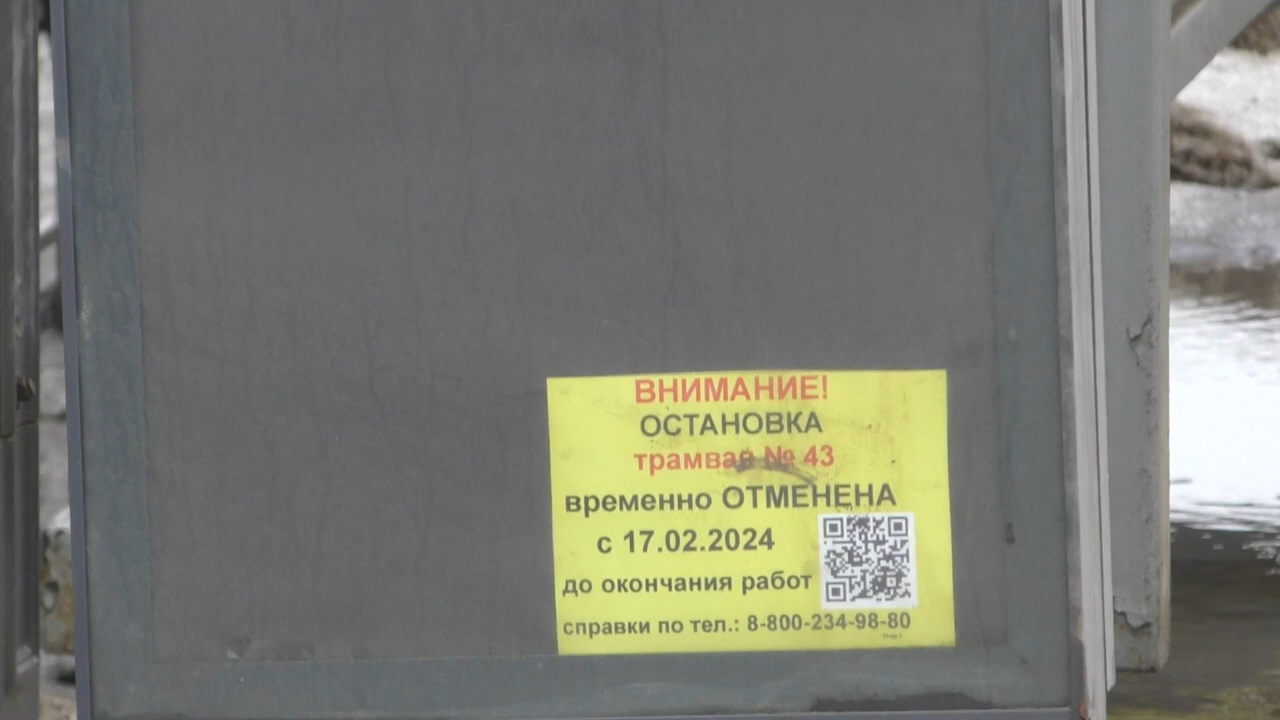 ВНИМАНИЕ!
ОСТАНОВКА
трамвая № 43
временно ОТМЕНЕНА
с 17.02.2024
до окончания работ
справки по тел.: 8-800-234-98-80